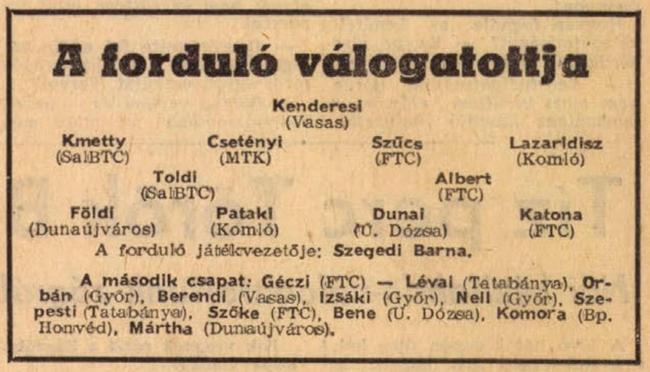 A forduló válogatottja
Kenderesi
(Vasas)
Kmetty Csetényi Szűcs Lazaridisz
(SalBTC) (MTK) (FTC) (Komló)
Toldi Albert
(SalBTC) (FTC)
Földi Pataki Dunai Katona
(Dunaújváros) (Komló) (U. Dózsa) (FTC)
A forduló játékvezetője: Szegedi Barna.
A második csapat: Géczi (FTC) — Lévai (Tatabánya), Or-
bán (Győr), Berendi (Vasas), Izsáki (Győr), Nell (Győr), Sze-
pesti (Tatabánya), Szőke (FTC), Bene (U. Dózsa), Komora (Bp.
Honvéd), Mártha (Dunaújváros).